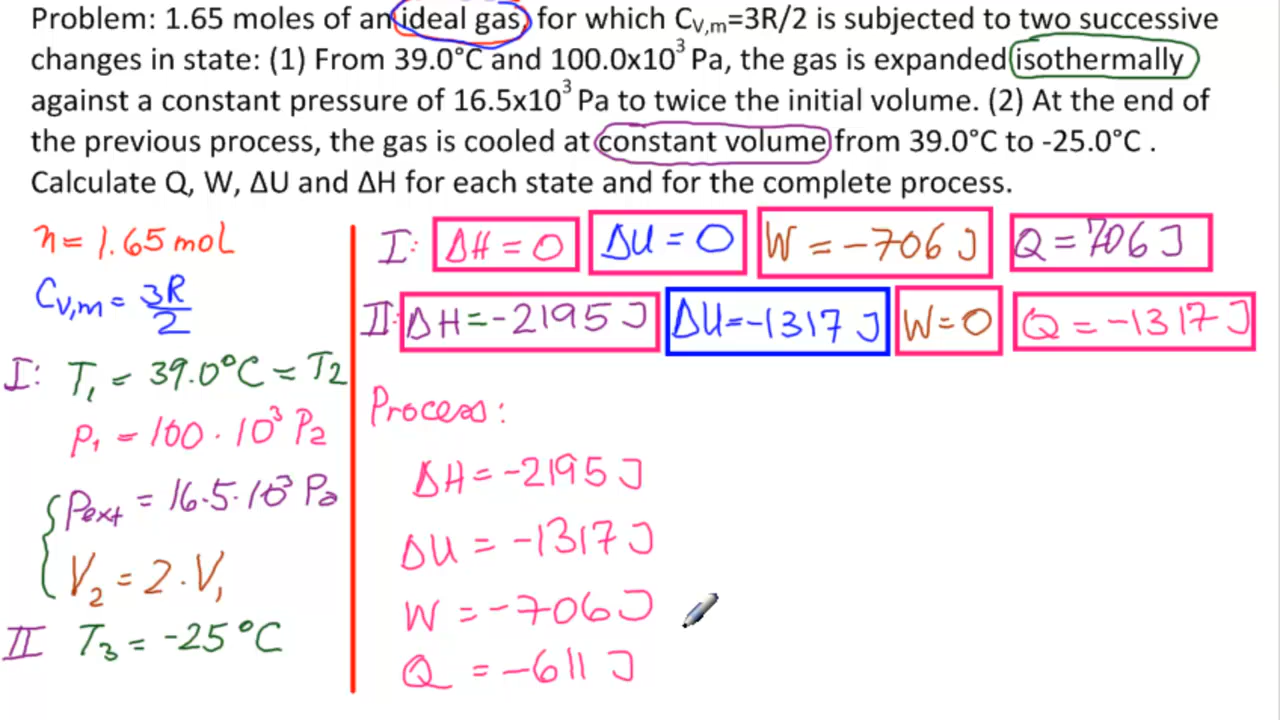 Problem: 1.65 moles of an ideal gas, for which Cv,m=3R/2 is subjected to two successive
changes in state: (1) From 39.0°C and 100.0x10³ Pa, the gas is expanded isothermally
against a constant pressure of 16.5x10³ Pa to twice the initial volume. (2) At the end of
the previous process, the gas is cooled at constant volume from 39.0°C to -25.0°C .
Calculate Q, W, ΔU and ΔH for each state and for the complete process.
n = 1.65 mol
Cv,m = 3R/2
I: T₁ = 39.0°C = T₂
P₁ = 100 · 10³ Pa
Pext = 16.5·10³ Pa
V₂ = 2 · V₁
II T₃ = -25°C
I: ΔH = 0 ΔU = 0 W = -706 J Q = 706 J
II: ΔH = -2195 J ΔU = -1317 J W = 0 Q = -1317 J
Process:
ΔH = -2195 J
ΔU = -1317 J
W = -706 J
Q = -611 J